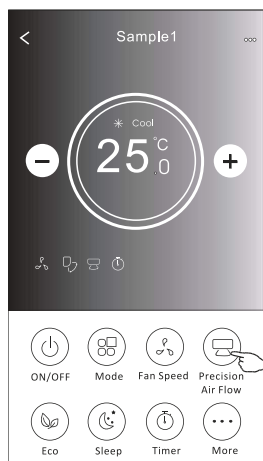 Sample1
Cool
25.0 °C
ON/OFF
Mode
Fan Speed
Precision
Air Flow
Eco
Sleep
Timer
More